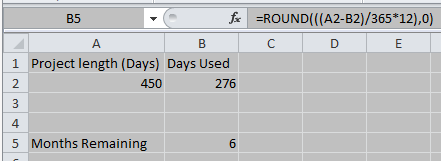 B5 fx =ROUND(((A2-B2)/365*12),0)
A B C D E
1 Project length (Days) Days Used
2 450 276
3
4
5 Months Remaining 6